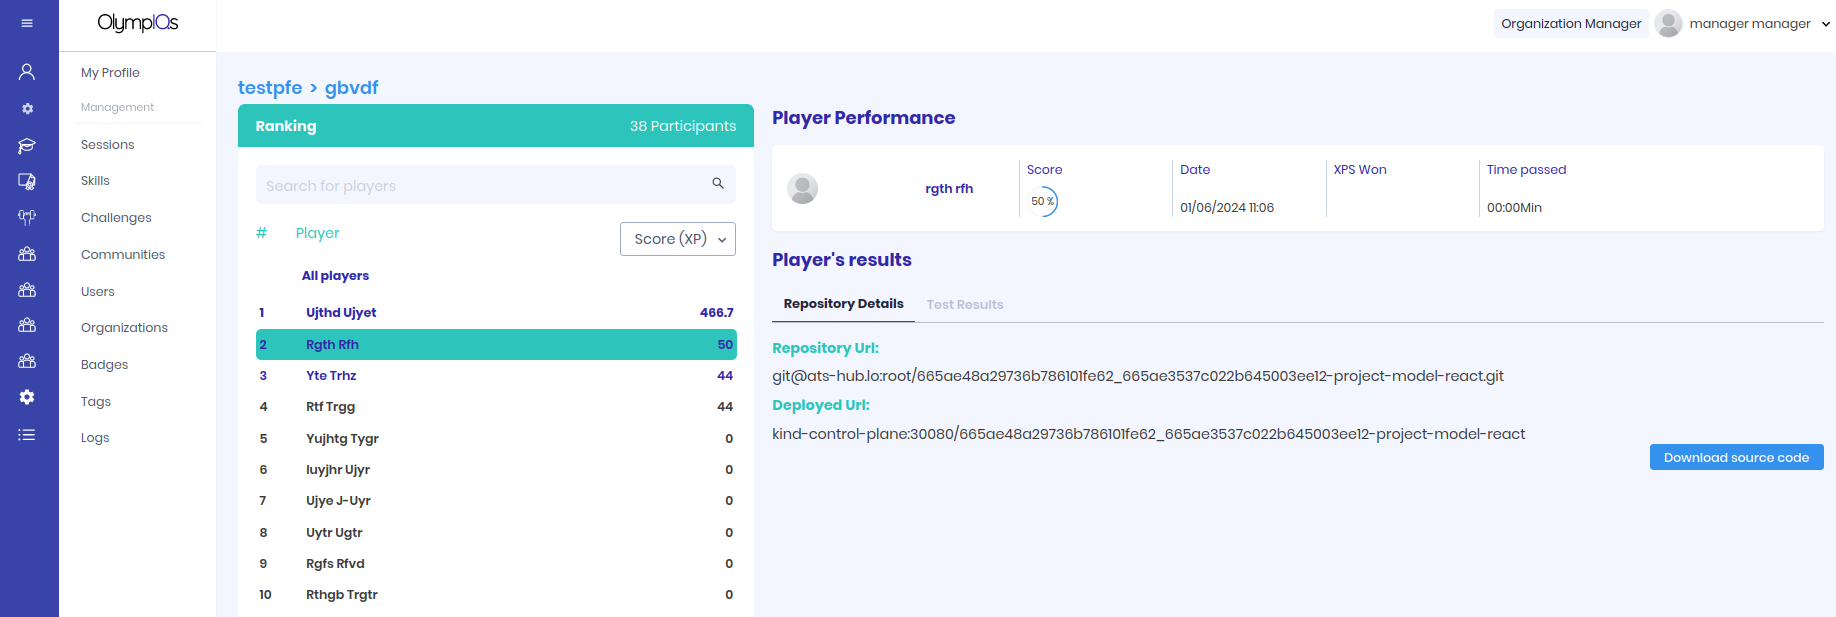 OlympIQs
Organization Manager
manager manager
My Profile
Management
Sessions
Skills
Challenges
Communities
Users
Organizations
Badges
Tags
Logs
testpfe > gbvdf
Ranking
38 Participants
Search for players
# Player
Score (XP)
All players
1 Ujthd Ujyet 466.7
2 Rgth Rfh 50
3 Yte Trhz 44
4 Rtf Trgg 44
5 Yujhtg Tygr 0
6 Iuyjhr Ujyr 0
7 Ujye J-Uyr 0
8 Uytr Ugtr 0
9 Rgfs Rfvd 0
10 Rthgb Trgtr 0
Player Performance
rgth rfh
Score
50 %
Date
01/06/2024 11:06
XPS Won
Time passed
00:00Min
Player's results
Repository Details
Test Results
Repository Url:
git@ats-hub.lo:root/665ae48a29736b786101fe62_665ae3537c022b645003ee12-project-model-react.git
Deployed Url:
kind-control-plane:30080/665ae48a29736b786101fe62_665ae3537c022b645003ee12-project-model-react
Download source code